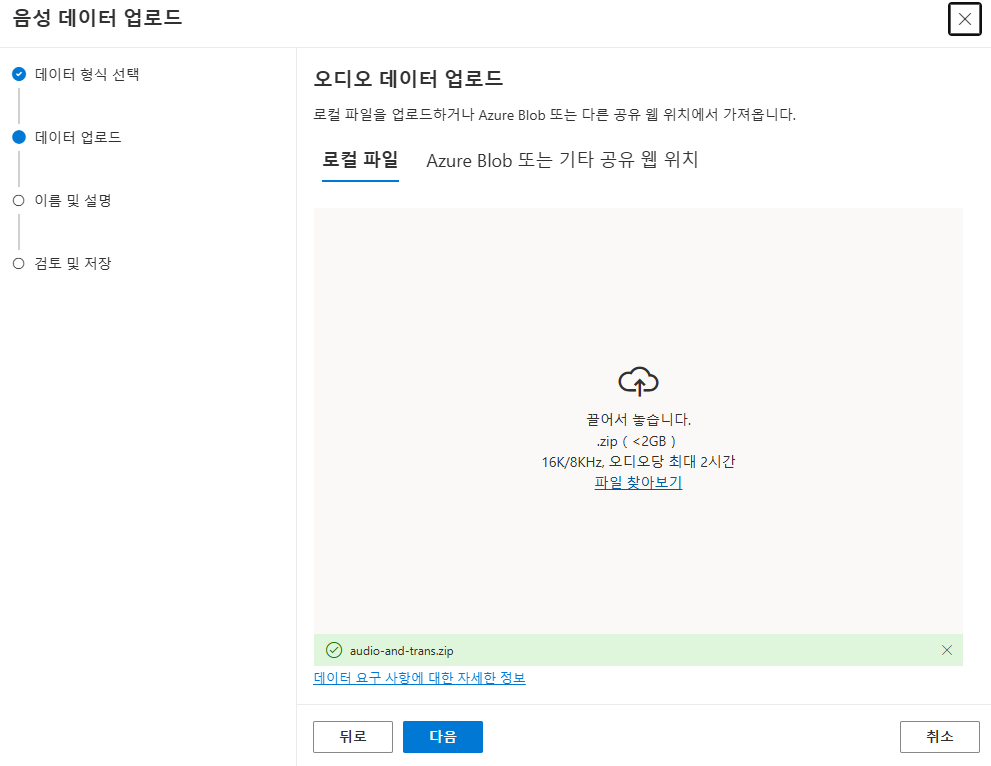 음성 데이터 업로드
데이터 형식 선택
데이터 업로드
이름 및 설명
검토 및 저장
오디오 데이터 업로드
로컬 파일을 업로드하거나 Azure Blob 또는 다른 공유 웹 위치에서 가져옵니다.
로컬 파일 Azure Blob 또는 기타 공유 웹 위치
끌어서 놓습니다.
.zip ( <2GB )
16K/8KHz, 오디오당 최대 2시간
파일 찾아보기
audio-and-trans.zip
데이터 요구 사항에 대한 자세한 정보
뒤로 다음 취소